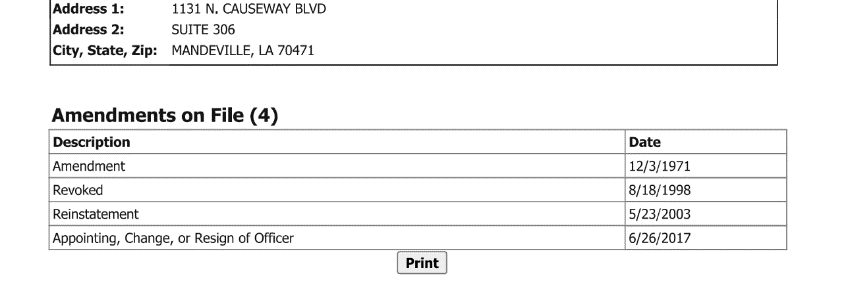 Address 1: 1131 N. CAUSEWAY BLVD
Address 2: SUITE 306
City, State, Zip: MANDEVILLE, LA 70471
Amendments on File (4)
Description Date
Amendment 12/3/1971
Revoked 8/18/1998
Reinstatement 5/23/2003
Appointing, Change, or Resign of Officer 6/26/2017
Print